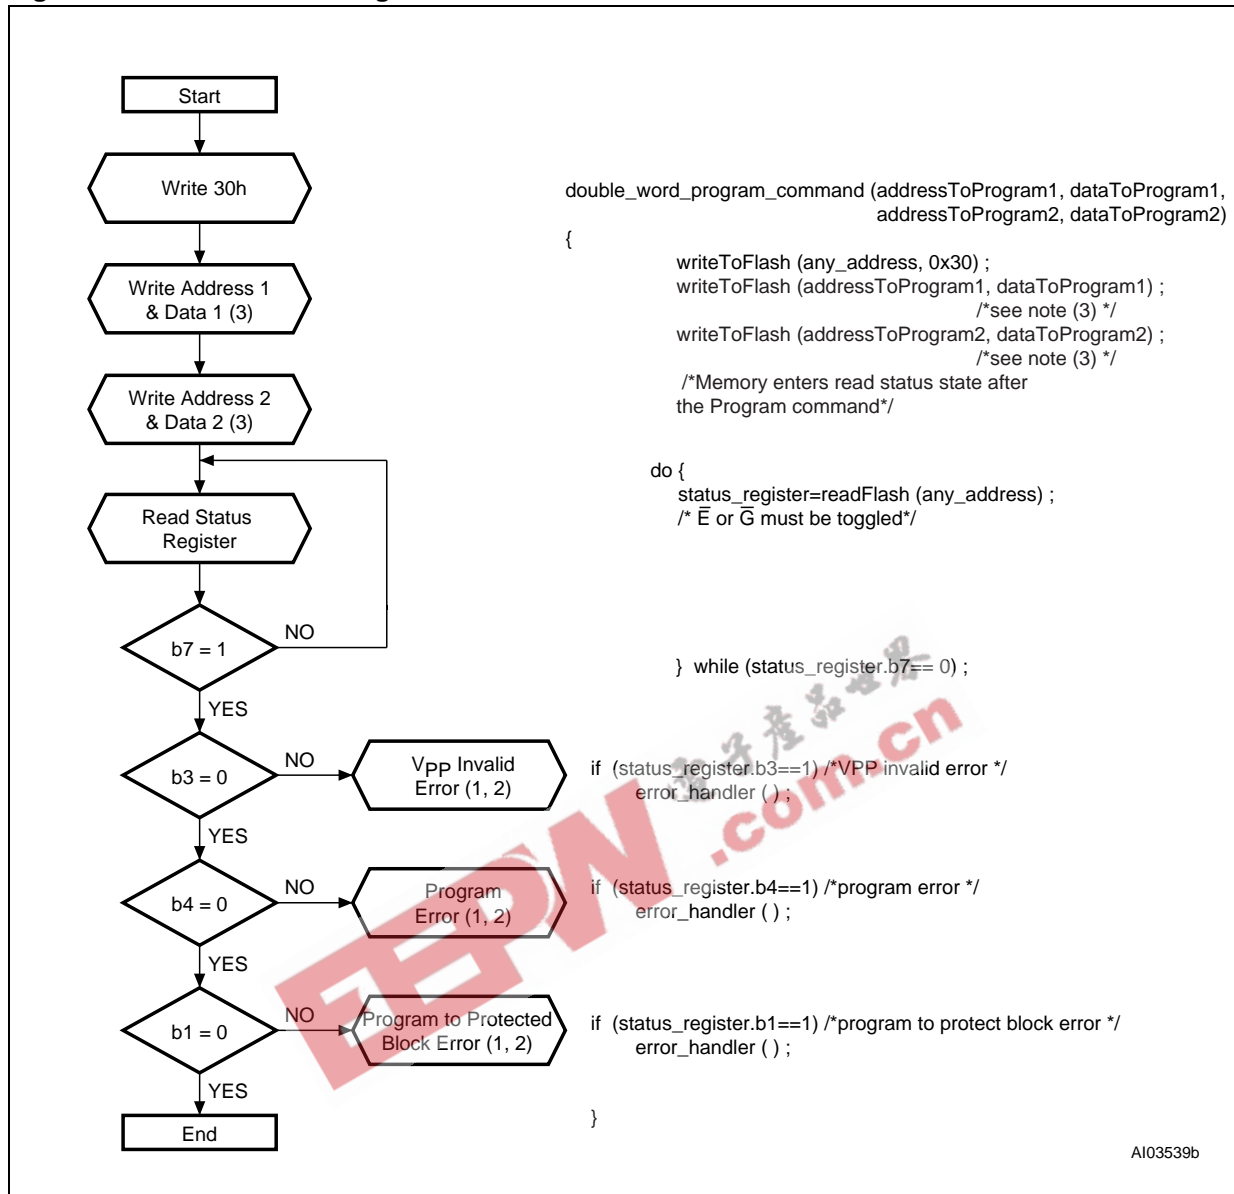 Start
Write 30h
Write Address 1
& Data 1 (3)
Write Address 2
& Data 2 (3)
Read Status
Register
b7 = 1
NO
YES
b3 = 0
NO
VPP Invalid
Error (1, 2)
YES
b4 = 0
NO
Program
Error (1, 2)
YES
b1 = 0
NO
Program to Protected
Block Error (1, 2)
YES
End
double_word_program_command (addressToProgram1, dataToProgram1,
addressToProgram2, dataToProgram2)
{
writeToFlash (any_address, 0x30) ;
writeToFlash (addressToProgram1, dataToProgram1) ;
/*see note (3) */
writeToFlash (addressToProgram2, dataToProgram2) ;
/*see note (3) */
/*Memory enters read status state after
the Program command*/
do {
status_register=readFlash (any_address) ;
/* E̅ or G̅ must be toggled*/
} while (status_register.b7== 0) ;
if (status_register.b3==1) /*VPP invalid error */
error_handler ( ) ;
if (status_register.b4==1) /*program error */
error_handler ( ) ;
if (status_register.b1==1) /*program to protect block error */
error_handler ( ) ;
}
AI03539b
EEPW
電子產品世界
.com.cn